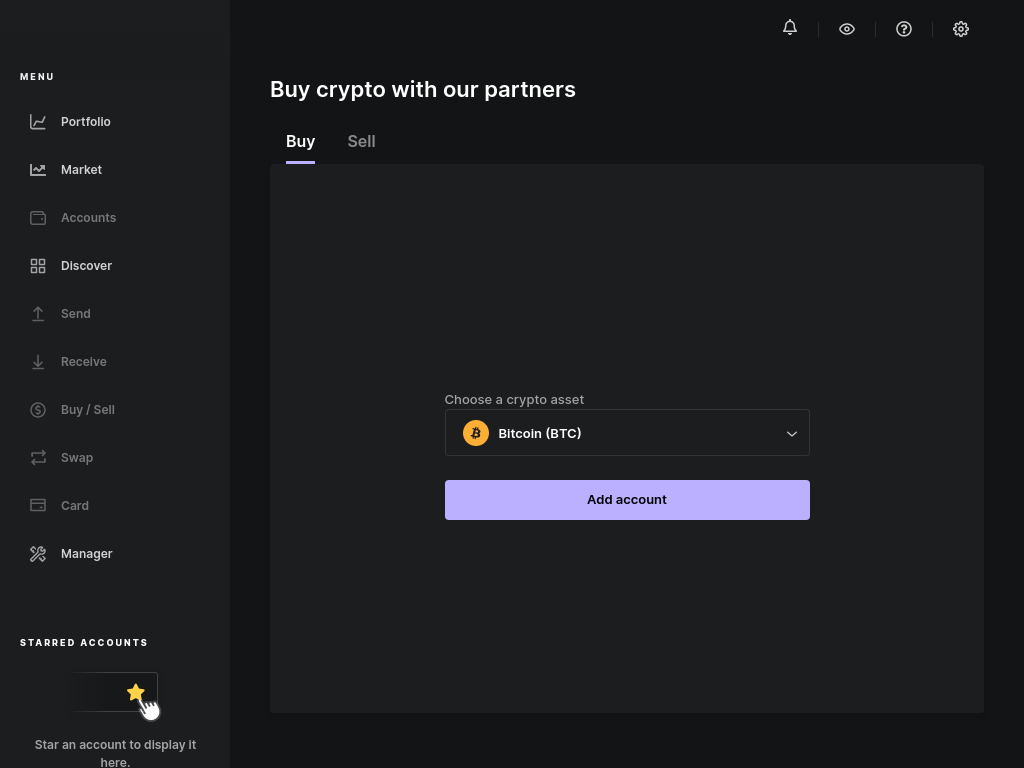 MENU
Portfolio
Market
Accounts
Discover
Send
Receive
Buy / Sell
Swap
Card
Manager
STARRED ACCOUNTS
Star an account to display it
here.
Buy crypto with our partners
Buy
Sell
Choose a crypto asset
Bitcoin (BTC)
Add account